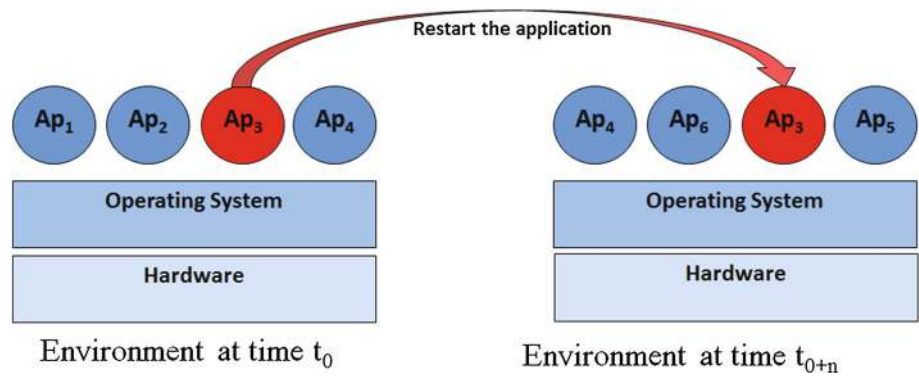 Restart the application
Ap₁ Ap₂ Ap₃ Ap₄
Ap₄ Ap₆ Ap₃ Ap₅
Operating System
Operating System
Hardware
Hardware
Environment at time t₀
Environment at time t₀₊ₙ